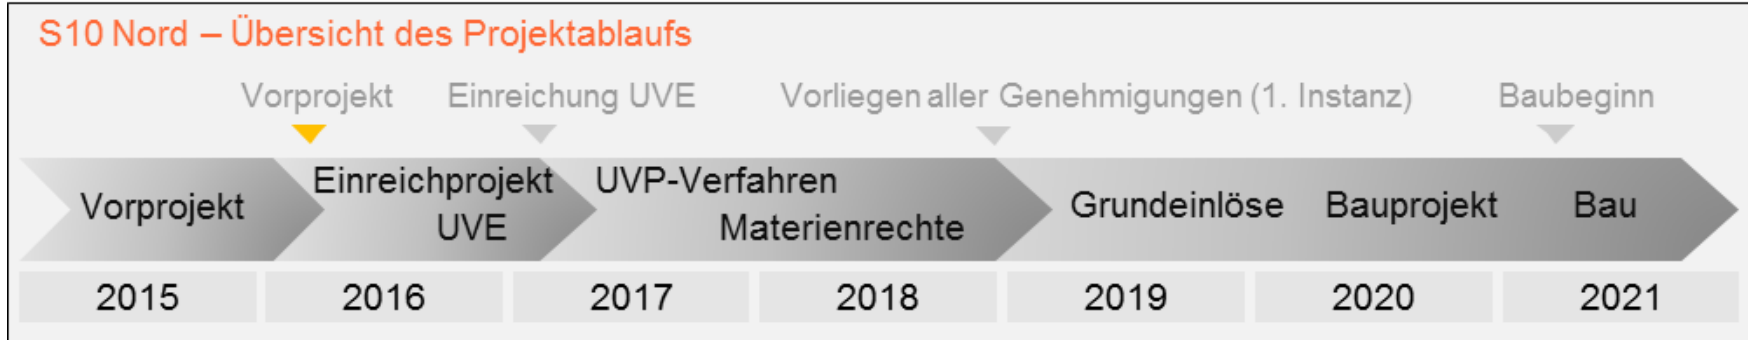 S10 Nord – Übersicht des Projektablaufs
Vorprojekt Einreichung UVE Vorliegen aller Genehmigungen (1. Instanz) Baubeginn
Vorprojekt
Einreichprojekt
UVE
UVP-Verfahren
Materienrechte
Grundeinlöse Bauprojekt Bau
2015 2016 2017 2018 2019 2020 2021